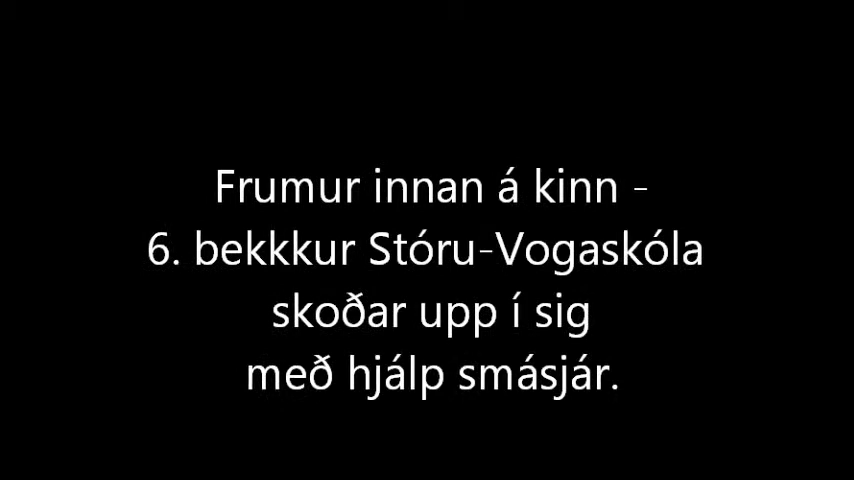 Frumur innan á kinn -
6. bekkkur Stóru-Vogaskóla
skoðar upp í sig
með hjálp smásjár.